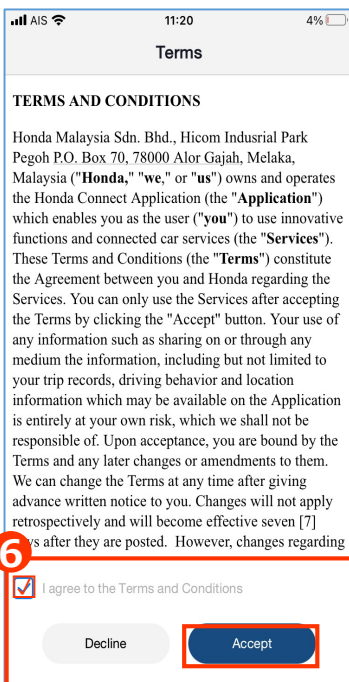 AIS 11:20 4%
Terms
TERMS AND CONDITIONS
Honda Malaysia Sdn. Bhd., Hicom Indusrial Park
Pegoh P.O. Box 70, 78000 Alor Gajah, Melaka,
Malaysia ("Honda," "we," or "us") owns and operates
the Honda Connect Application (the "Application")
which enables you as the user ("you") to use innovative
functions and connected car services (the "Services").
These Terms and Conditions (the "Terms") constitute
the Agreement between you and Honda regarding the
Services. You can only use the Services after accepting
the Terms by clicking the "Accept" button. Your use of
any information such as sharing on or through any
medium the information, including but not limited to
your trip records, driving behavior and location
information which may be available on the Application
is entirely at your own risk, which we shall not be
responsible of. Upon acceptance, you are bound by the
Terms and any later changes or amendments to them.
We can change the Terms at any time after giving
advance written notice to you. Changes will not apply
retrospectively and will become effective seven [7]
after they are posted. However, changes regarding
6
I agree to the Terms and Conditions
Decline Accept